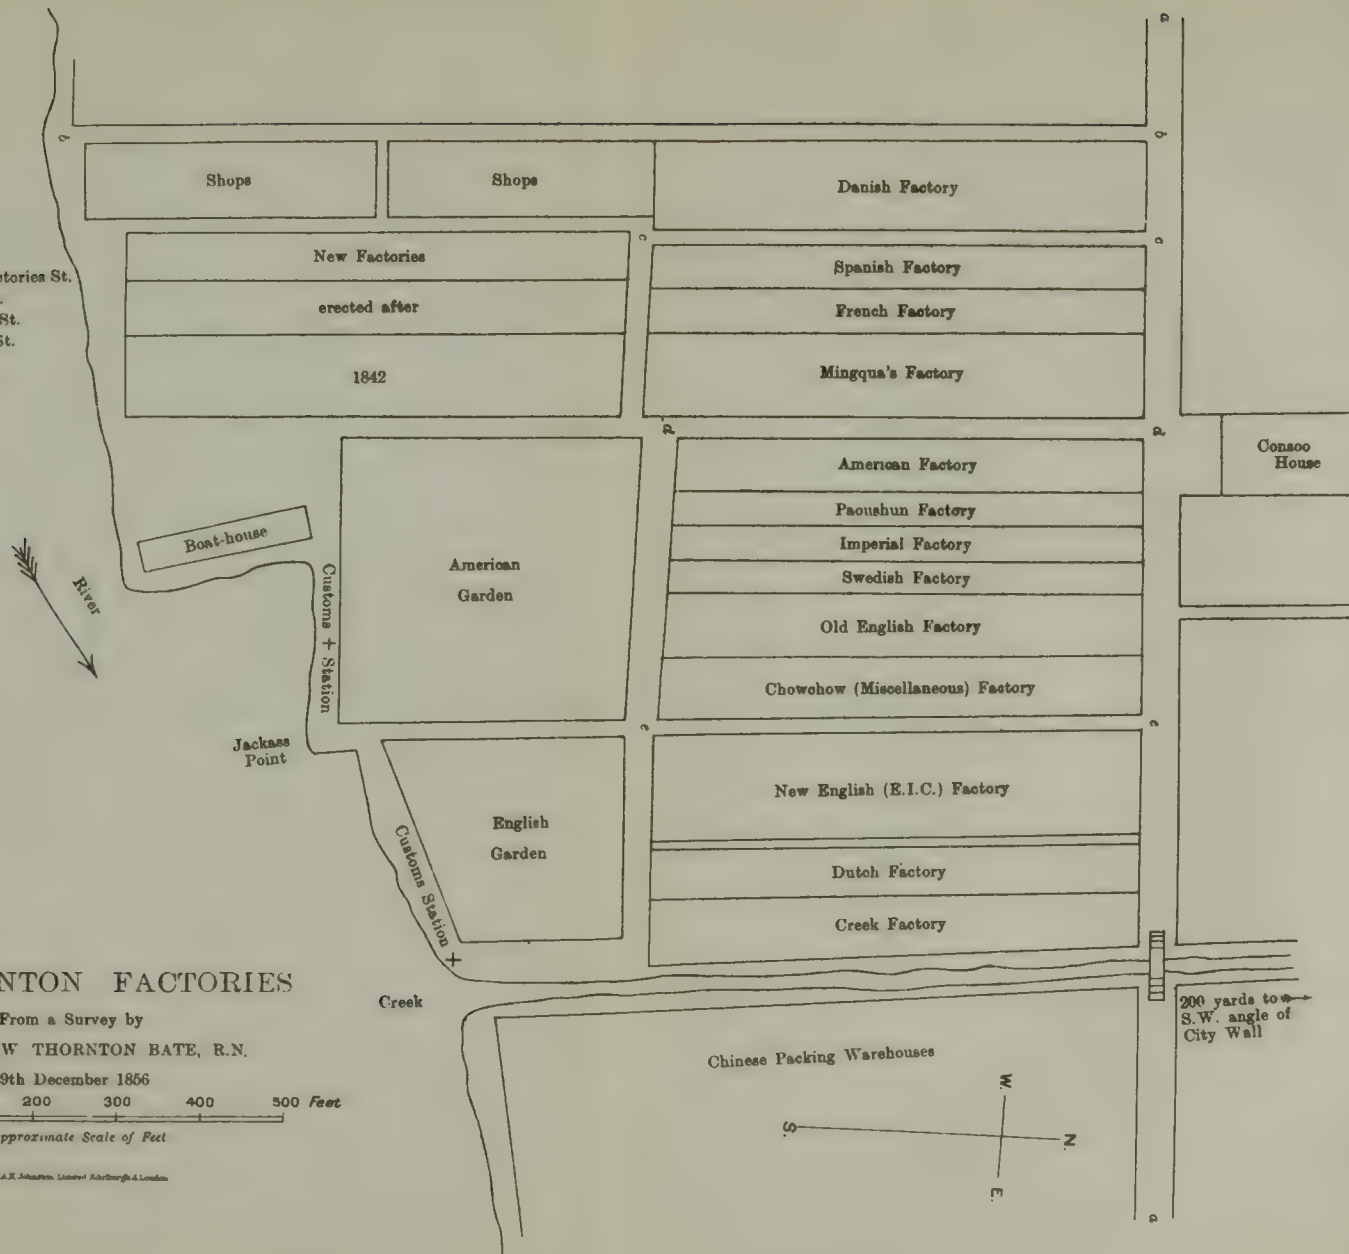 a
b
b
Shops
Shops
Danish Factory
c
c
New Factories
Spanish Factory
erected after
French Factory
1842
Mingqua's Factory
St.
St.
d
d
American Factory
Consoo
House
Paoushun Factory
Boat-house
Imperial Factory
American
Garden
Swedish Factory
River
Customs + Station
Old English Factory
Chowchow (Miscellaneous) Factory
Jackass
Point
e
e
New English (E.I.C.) Factory
English
Garden
Customs Station +
Dutch Factory
Creek Factory
Creek
200 yards to
S.W. angle of
City Wall
Chinese Packing Warehouses
W.
S.
N.
E.
a
NTON FACTORIES
From a Survey by
W THORNTON BATE, R.N.
9th December 1856
200 300 400 500 Feet
pproximate Scale of Feet